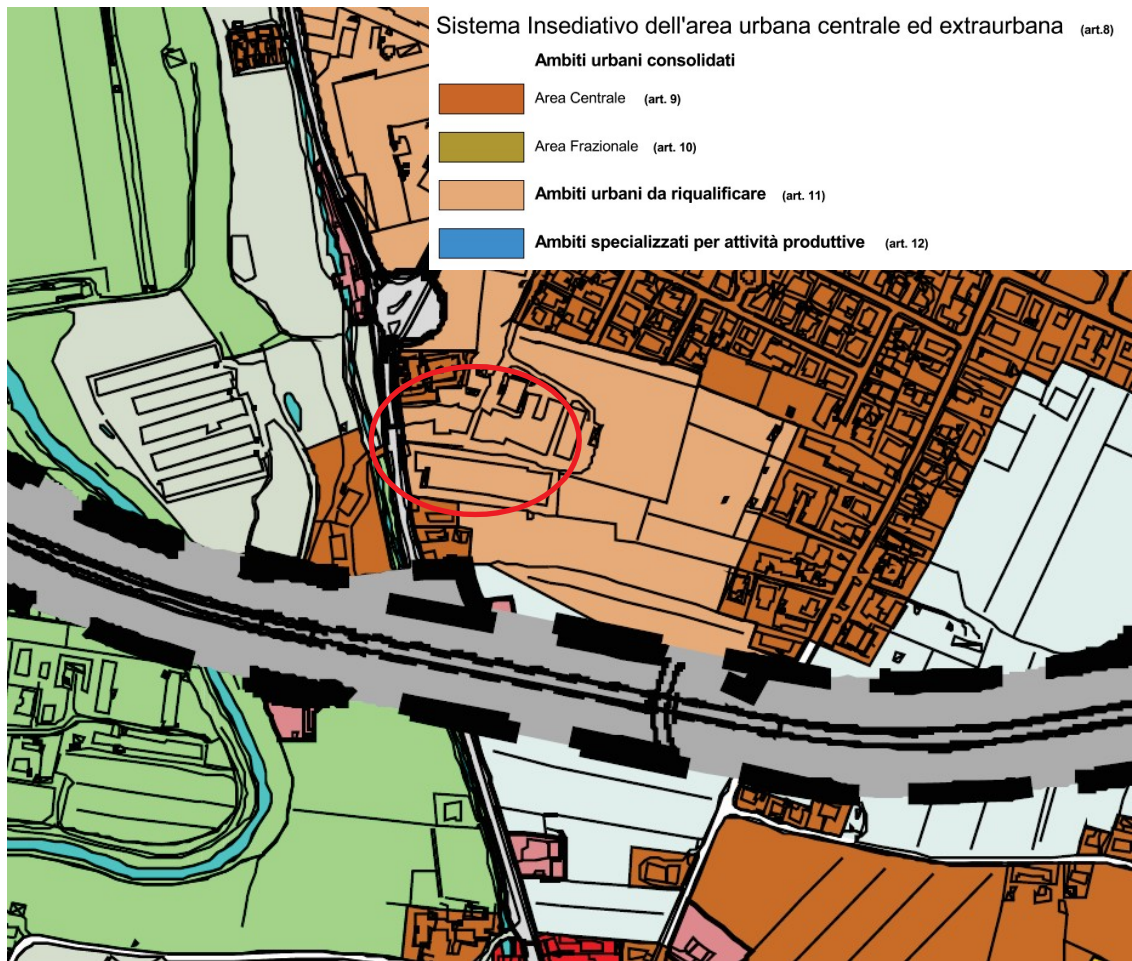 Sistema Insediativo dell'area urbana centrale ed extraurbana (art.8)
Ambiti urbani consolidati
Area Centrale (art. 9)
Area Frazionale (art. 10)
Ambiti urbani da riqualificare (art. 11)
Ambiti specializzati per attività produttive (art. 12)